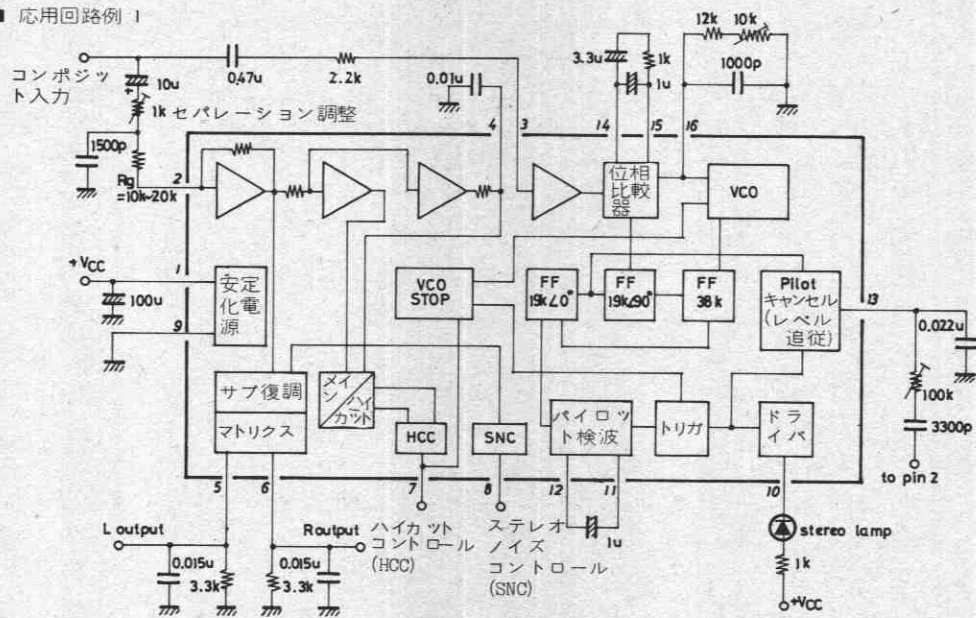 ■ 応用回路例 1
コンポジッ
ト入力
10u
0.47u
2.2k
0.01u
3.3u
1k
1u
12k
10k
1000p
1k セパレーション調整
1500p
Rg
=10k~20k
2
4
3
14
15
16
位相
比較
器
VCO
+VCC
1
100u
9
安定
化電
源
VCO
STOP
FF
19k∠0°
FF
19k∠90°
FF
38k
Pilot
キャンセル
(レベル
追従)
13
0.022u
100k
3300p
to pin 2
サブ復調
マトリクス
メイン
ハイカット
HCC
SNC
パイロッ
ト検波
トリガ
ドラ
イバ
5
6
7
8
12
11
10
L output
R output
ハイカット
コントロール
(HCC)
ステレオ
ノイズ
コントロール
(SNC)
1u
stereo lamp
1k
+VCC
0.015u
3.3k
0.015u
3.3k